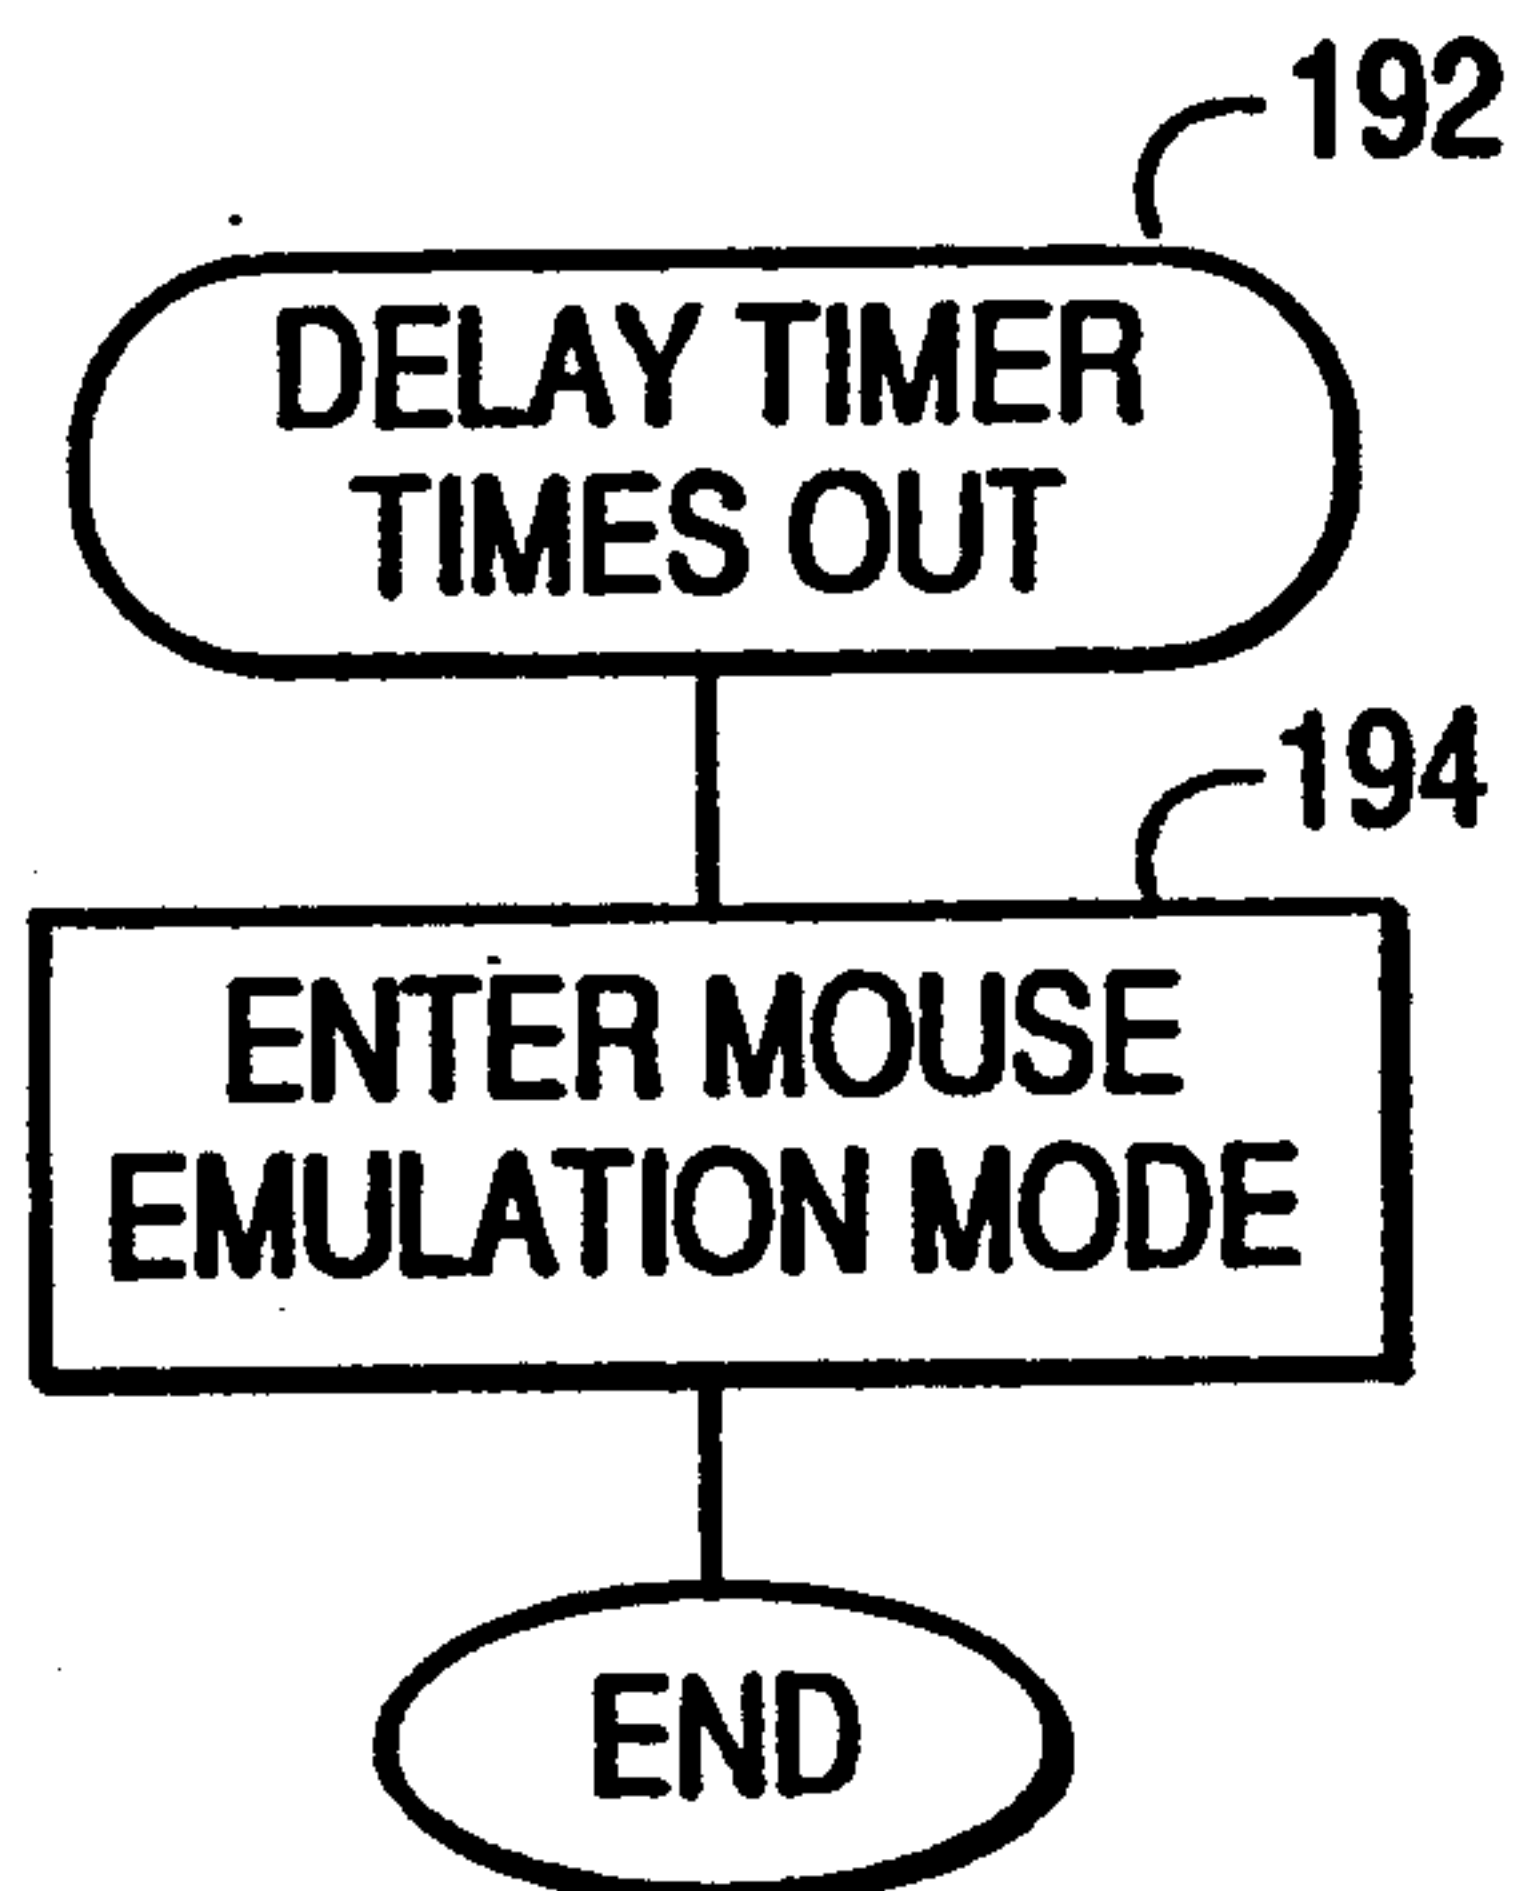 192
DELAY TIMER
TIMES OUT
194
ENTER MOUSE
EMULATION MODE
END